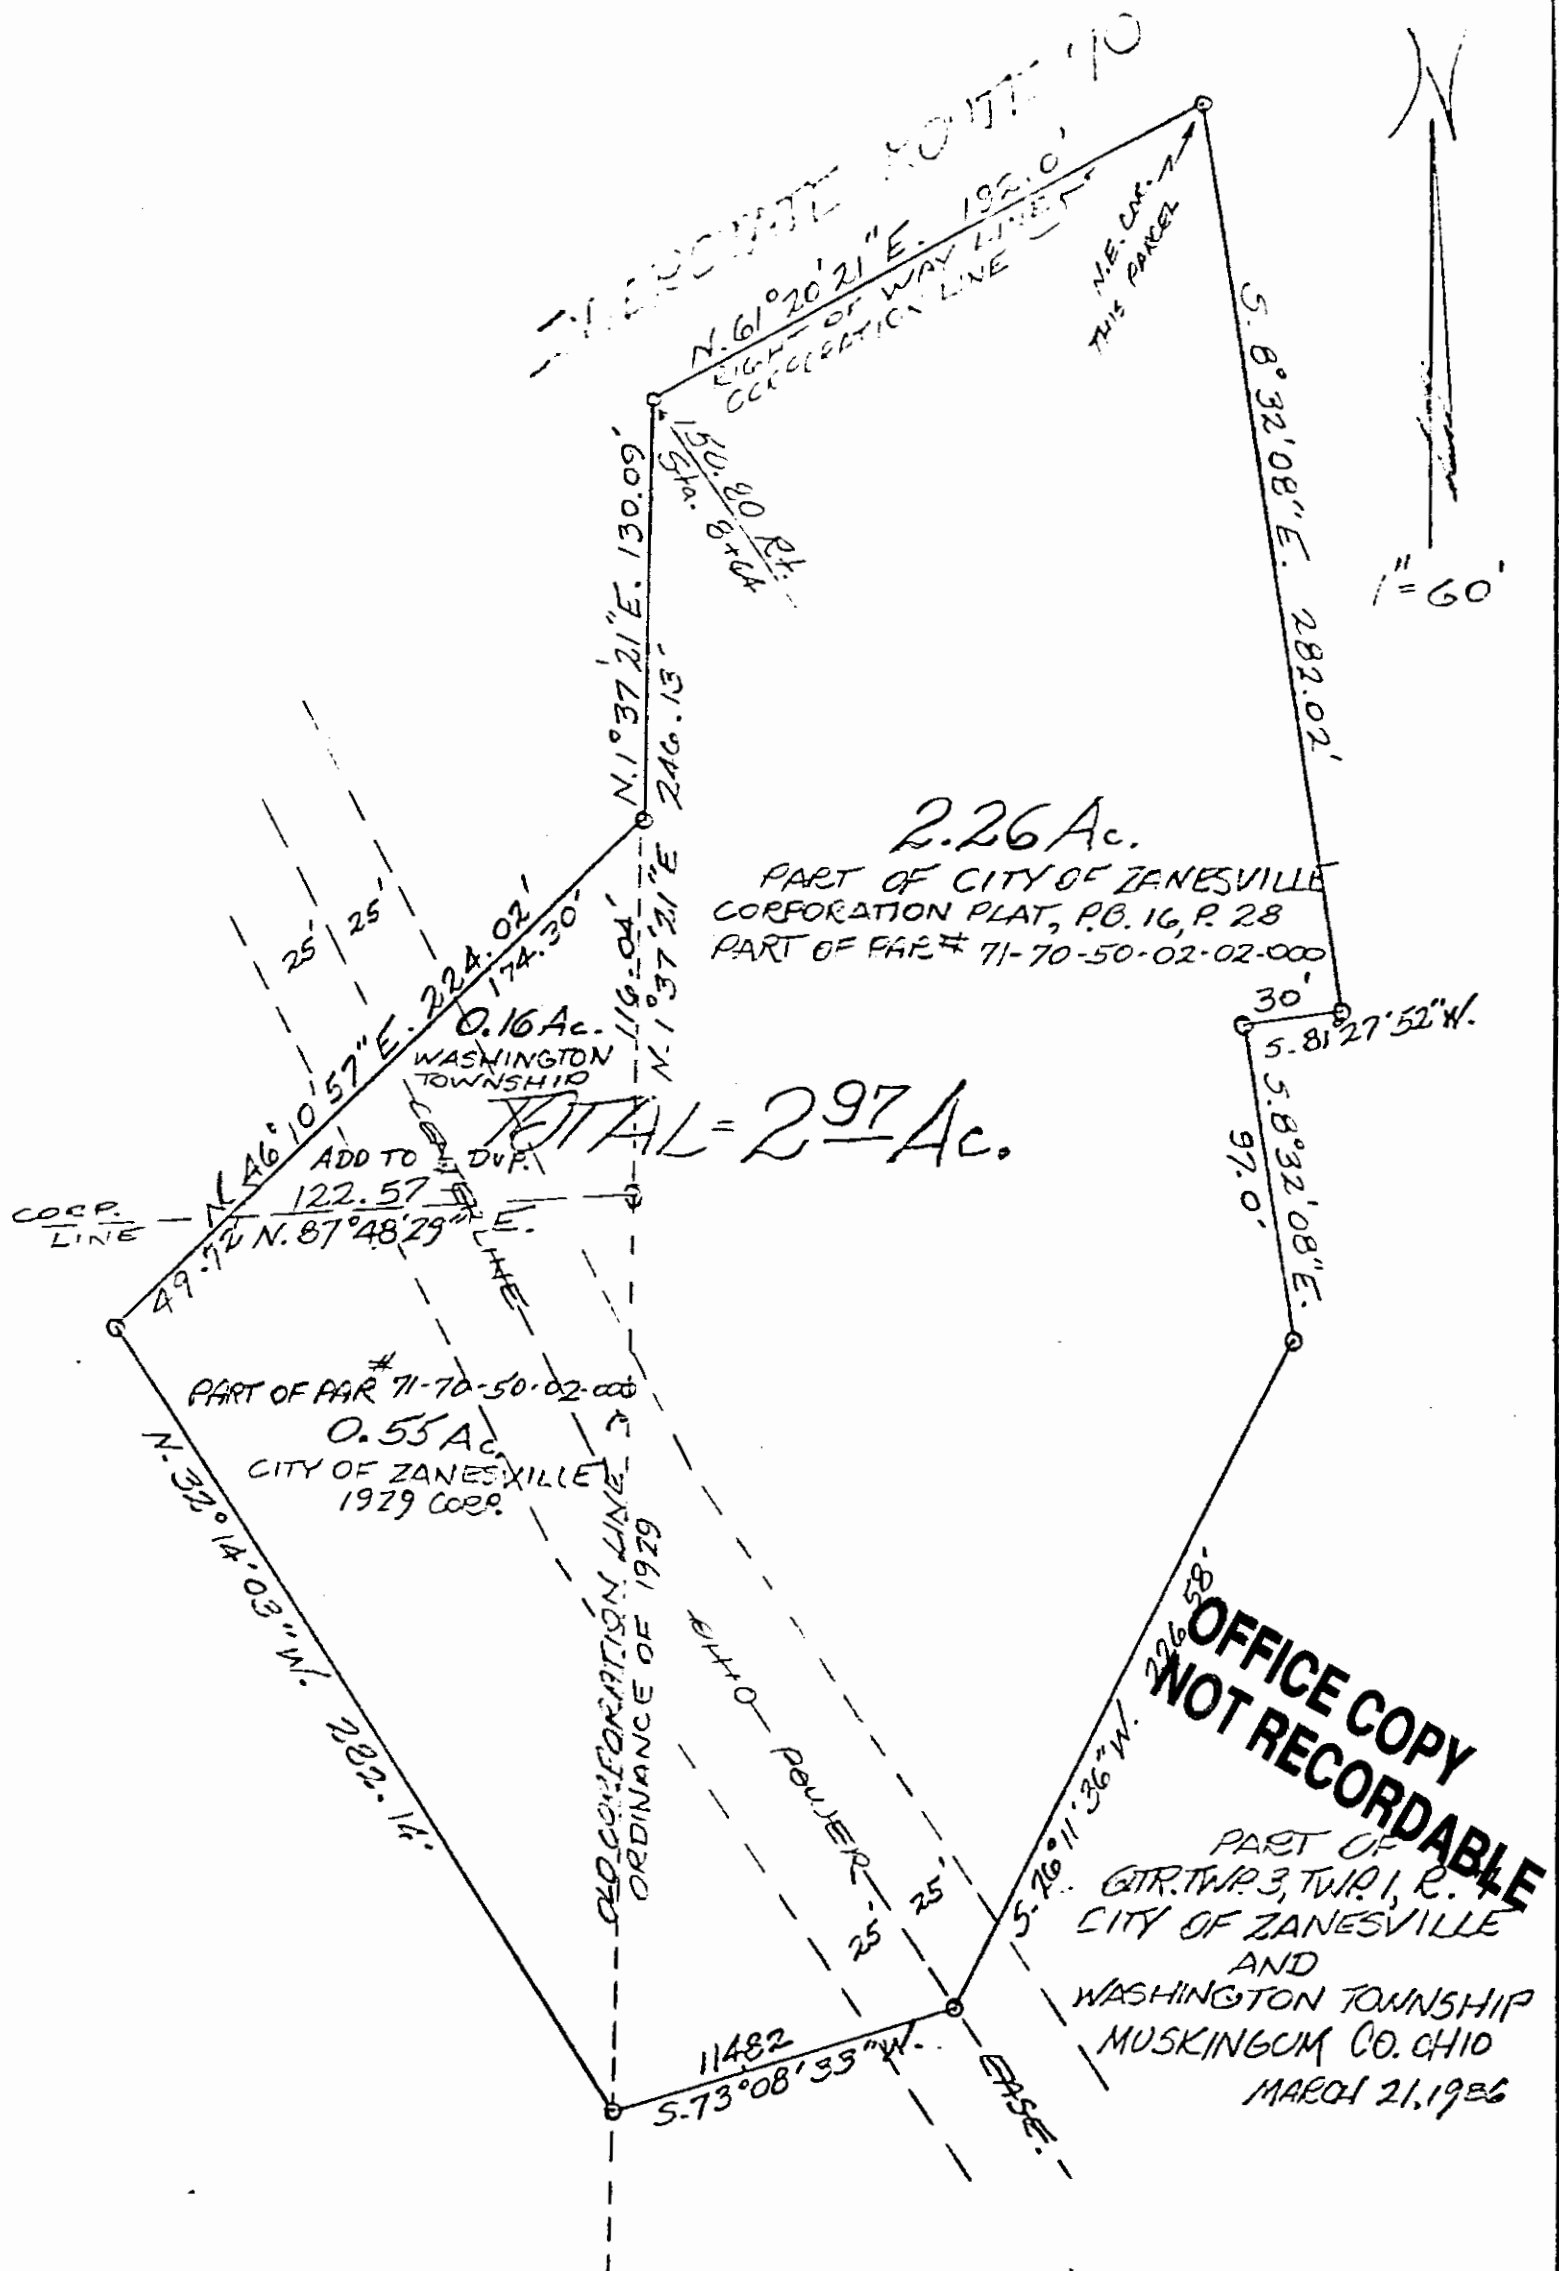 N
1"=60'
N.61°20'21"E. 192.0'
RIGHT OF WAY LINE
CORPORATION LINE
N.E. COR.
THIS PARCEL
150.80 Rt.
Sta. 8+64
S. 8°32'08"E. 282.02'
N.1°37'21"E. 130.09'
N.1°37'21"E 246.13'
116.04'
2.26 Ac.
PART OF CITY OF ZANESVILLE
CORPORATION PLAT, P.B. 16, P. 28
PART OF PAR# 71-70-50-02-02-000
30'
S.81°27'52"W.
S.8°32'08"E.
97.0'
25'
25'
N.46°10'57"E. 224.02'
174.30'
0.16 Ac.
WASHINGTON
TOWNSHIP
TOTAL = 2 97 Ac.
ADD TO DUP.
CORP.
LINE
122.57
N.87°48'29"E.
49.72
CENTERLINE
PART OF PAR# 71-70-50-02-000
0.55 Ac.
CITY OF ZANESVILLE
1929 CORP.
N.32°14'03"W. 282.14'
OLD CORPORATION LINE
ORDINANCE OF 1929
OHIO POWER
EASE.
25'
25'
S.26°11'36"W. 226.58'
114.82
S.73°08'33"W.
OFFICE COPY
NOT RECORDABLE
PART OF
QTR.TWP.3, TWP.1, R.
CITY OF ZANESVILLE
AND
WASHINGTON TOWNSHIP
MUSKINGUM CO. OHIO
MARCH 21, 1986